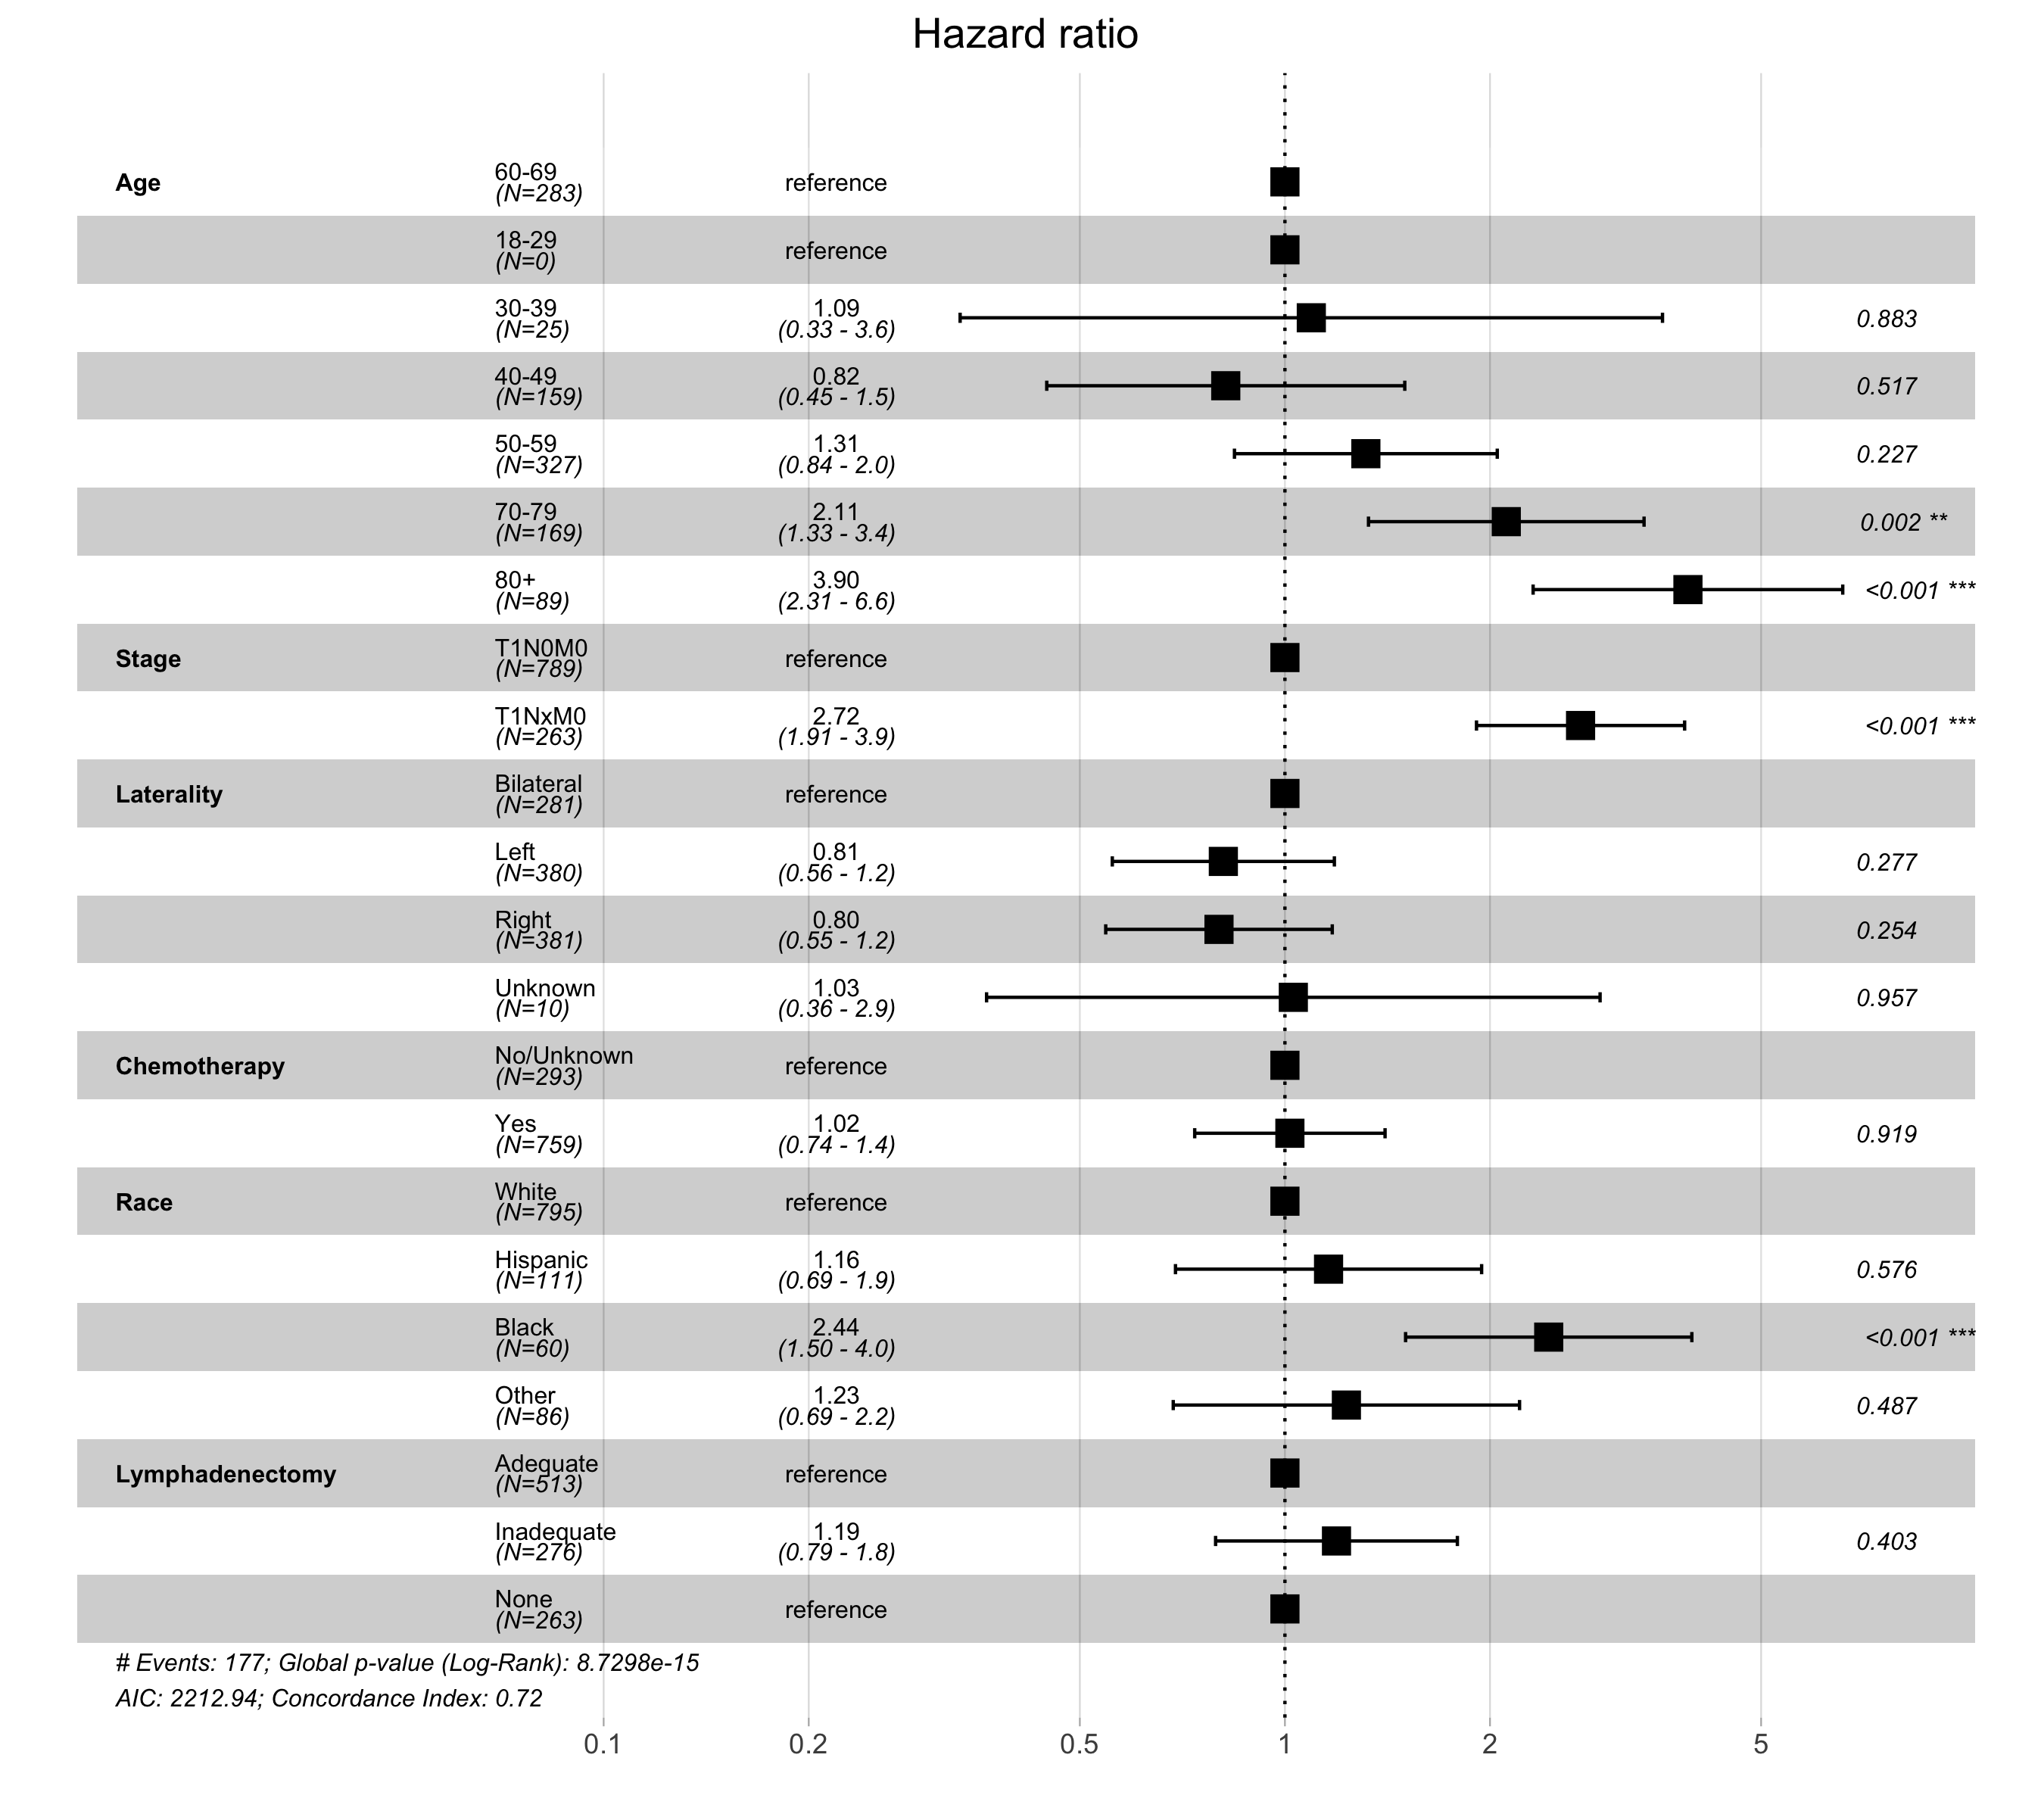 Hazard ratio
Age 60-69 reference
(N=283)
18-29 reference
(N=0)
30-39 1.09 0.883
(N=25) (0.33 - 3.6)
40-49 0.82 0.517
(N=159) (0.45 - 1.5)
50-59 1.31 0.227
(N=327) (0.84 - 2.0)
70-79 2.11 0.002 **
(N=169) (1.33 - 3.4)
80+ 3.90 <0.001 ***
(N=89) (2.31 - 6.6)
Stage T1N0M0 reference
(N=789)
T1NxM0 2.72 <0.001 ***
(N=263) (1.91 - 3.9)
Laterality Bilateral reference
(N=281)
Left 0.81 0.277
(N=380) (0.56 - 1.2)
Right 0.80 0.254
(N=381) (0.55 - 1.2)
Unknown 1.03 0.957
(N=10) (0.36 - 2.9)
Chemotherapy No/Unknown reference
(N=293)
Yes 1.02 0.919
(N=759) (0.74 - 1.4)
Race White reference
(N=795)
Hispanic 1.16 0.576
(N=111) (0.69 - 1.9)
Black 2.44 <0.001 ***
(N=60) (1.50 - 4.0)
Other 1.23 0.487
(N=86) (0.69 - 2.2)
Lymphadenectomy Adequate reference
(N=513)
Inadequate 1.19 0.403
(N=276) (0.79 - 1.8)
None reference
(N=263)
# Events: 177; Global p-value (Log-Rank): 8.7298e-15
AIC: 2212.94; Concordance Index: 0.72
0.1 0.2 0.5 1 2 5